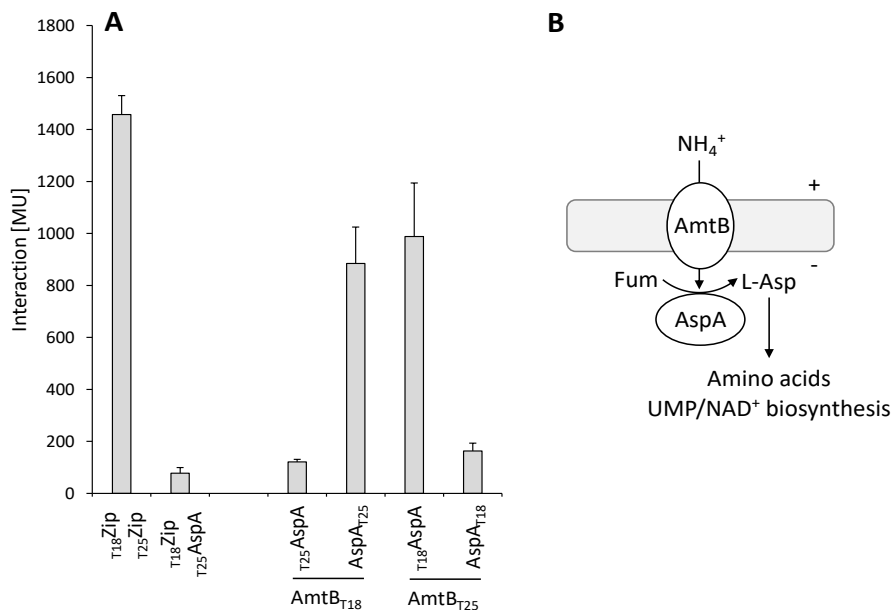 A
1800
1600
1400
1200
1000
800
600
400
200
0
Interaction [MU]
T18Zip
T25Zip
T18Zip
T25AspA
T25AspA
AspAT25
T18AspA
AspAT18
AmtBT18
AmtBT25
B
NH4+
+
AmtB
-
Fum
L-Asp
AspA
Amino acids
UMP/NAD+ biosynthesis